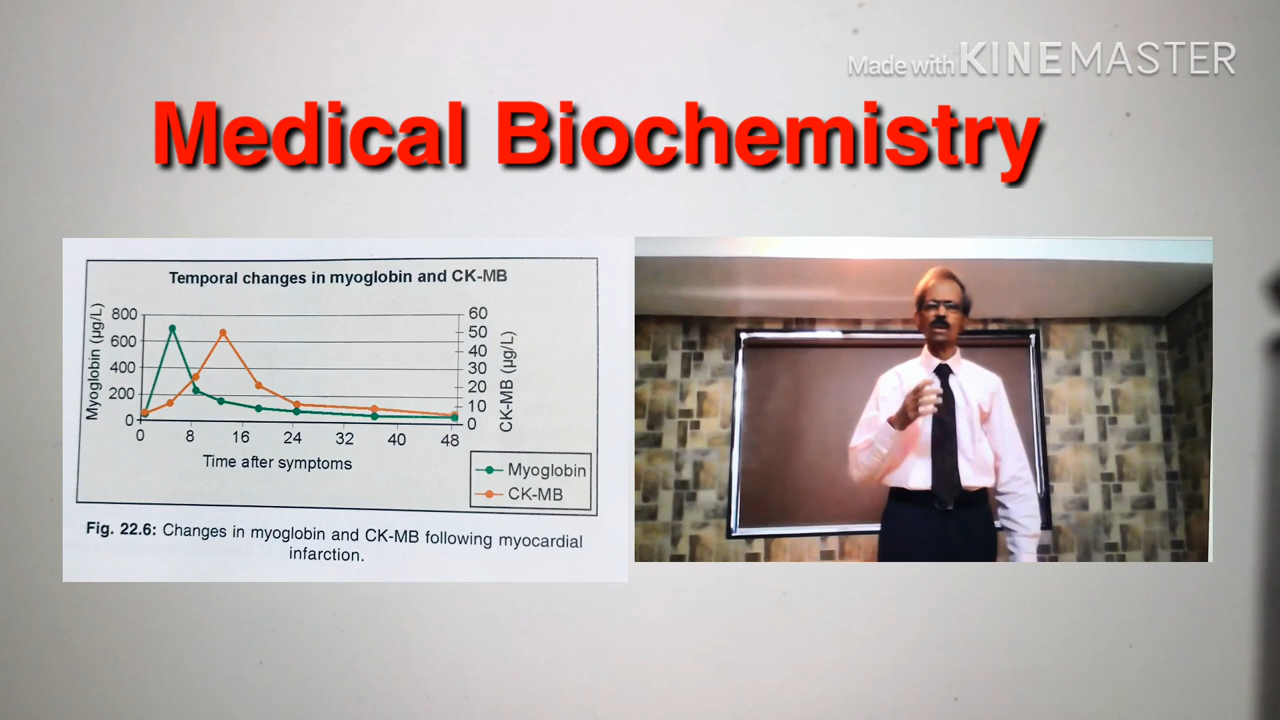 Made with KINEMASTER
Medical Biochemistry
Temporal changes in myoglobin and CK-MB
Myoglobin (µg/L)
800
600
400
200
0
60
50
40
30
20
10
0
CK-MB (µg/L)
0 8 16 24 32 40 48
Time after symptoms
Myoglobin
CK-MB
Fig. 22.6: Changes in myoglobin and CK-MB following myocardial
infarction.